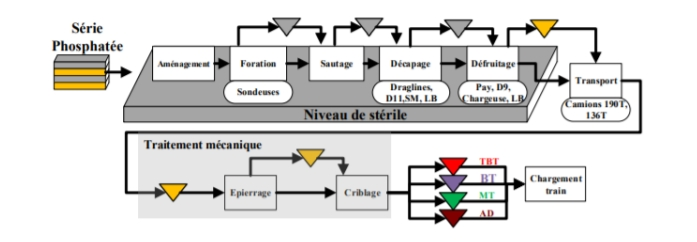 Série
Phosphatée
Aménagement
Foration
Sautage
Décapage
Défruitage
Transport
Sondeuses
Draglines,
D11,SM, LB
Pay, D9,
Chargeuse, LB
Camions 190T,
136T
Niveau de stérile
Traitement mécanique
Epierrage
Criblage
TBT
BT
MT
AD
Chargement
train